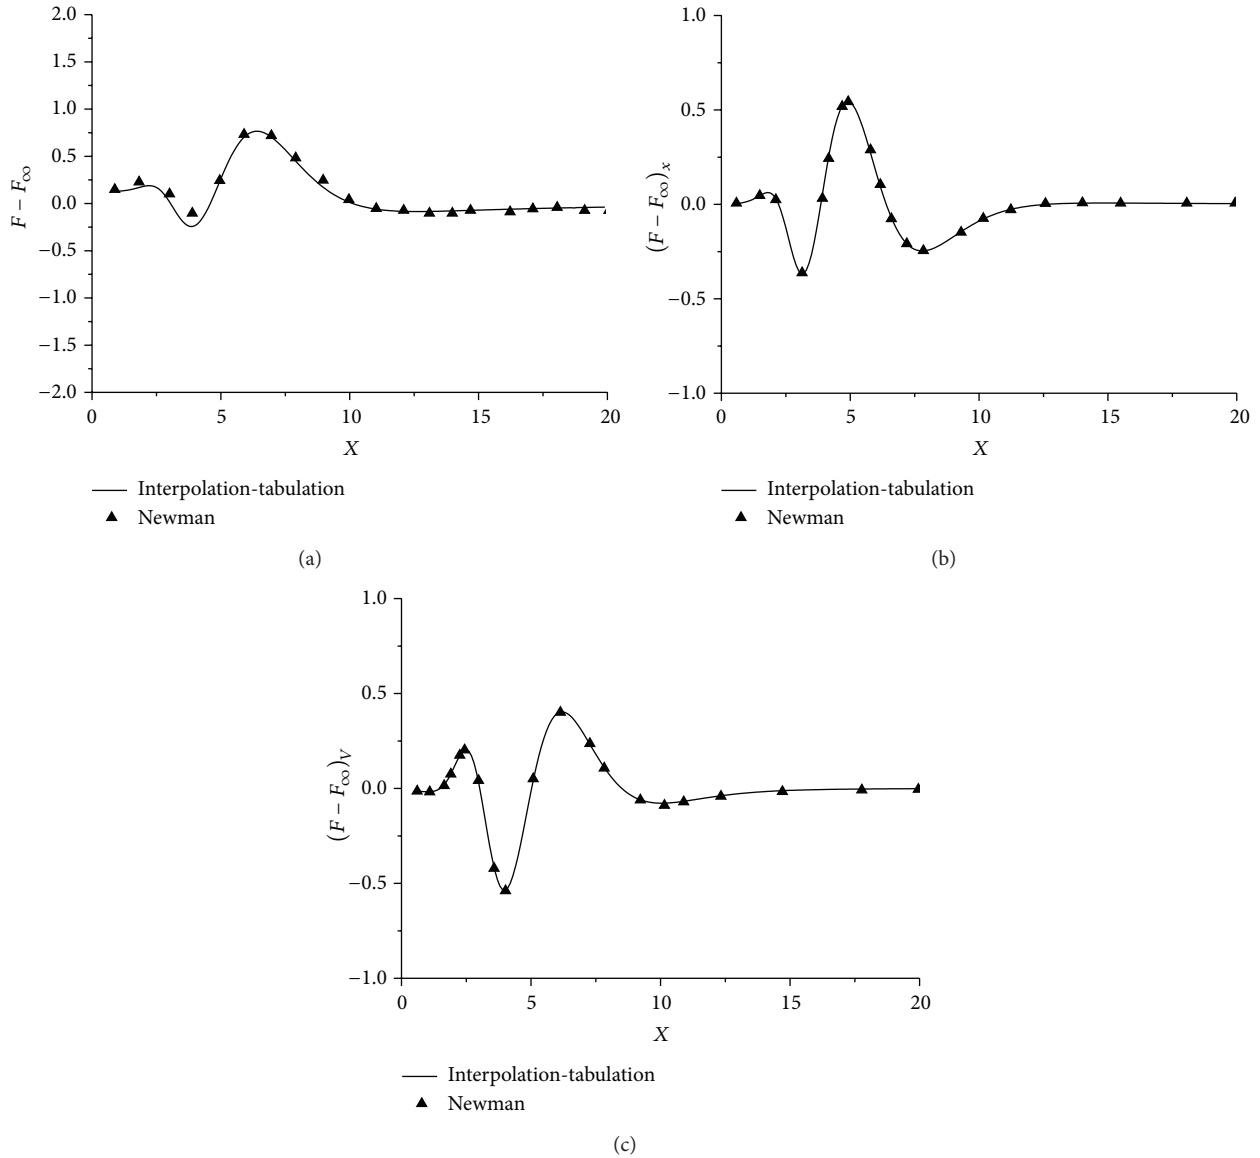 2.0
1.5
1.0
0.5
0.0
−0.5
−1.0
−1.5
−2.0
F − F∞
0 5 10 15 20
X
Interpolation-tabulation
Newman
(a)
1.0
0.5
0.0
−0.5
−1.0
(F − F∞)x
0 5 10 15 20
X
Interpolation-tabulation
Newman
(b)
1.0
0.5
0.0
−0.5
−1.0
(F − F∞)V
0 5 10 15 20
X
Interpolation-tabulation
Newman
(c)